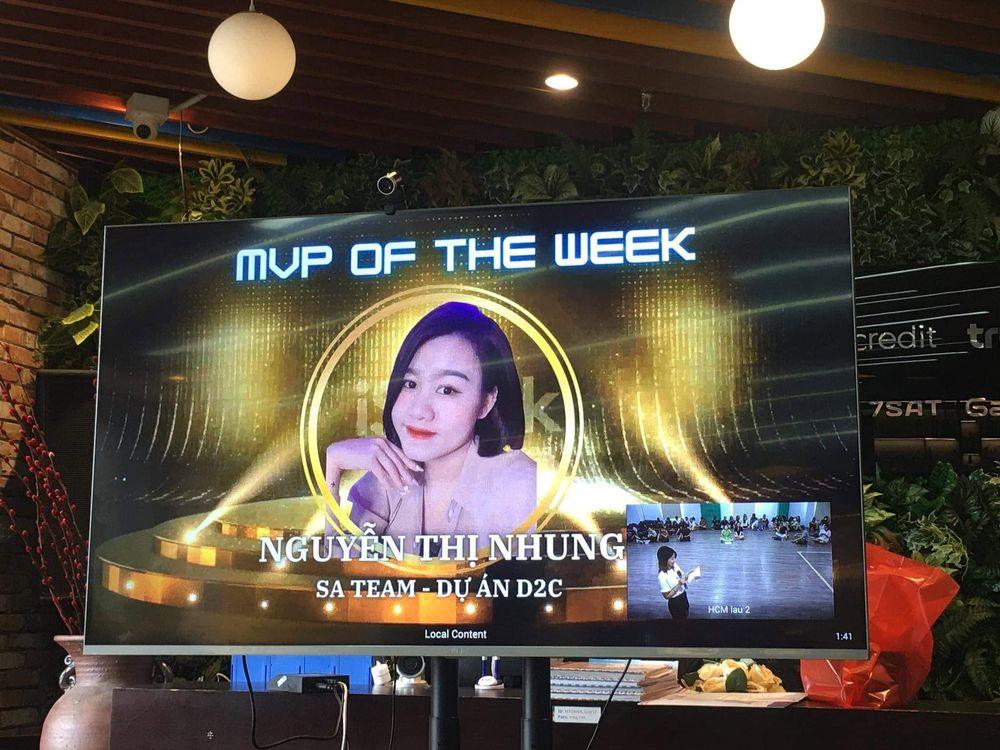 MVP OF THE WEEK
NGUYỄN THỊ NHUNG
SA TEAM - DỰ ÁN D2C
HCM lau 2
Local Content
1:41
credit
7SAT